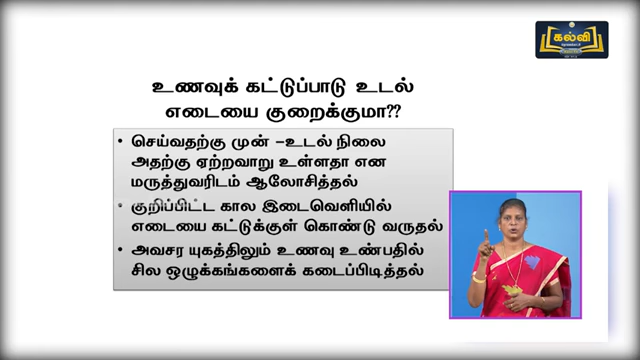 கல்வி
உணவுக் கட்டுப்பாடு உடல்
எடையை குறைக்குமா??
• செய்வதற்கு முன் –உடல் நிலை
அதற்கு ஏற்றவாறு உள்ளதா என
மருத்துவரிடம் ஆலோசித்தல்
• குறிப்பிட்ட கால இடைவெளியில்
எடையை கட்டுக்குள் கொண்டு வருதல்
• அவசர யுகத்திலும் உணவு உண்பதில்
சில ஒழுக்கங்களைக் கடைப்பிடித்தல்